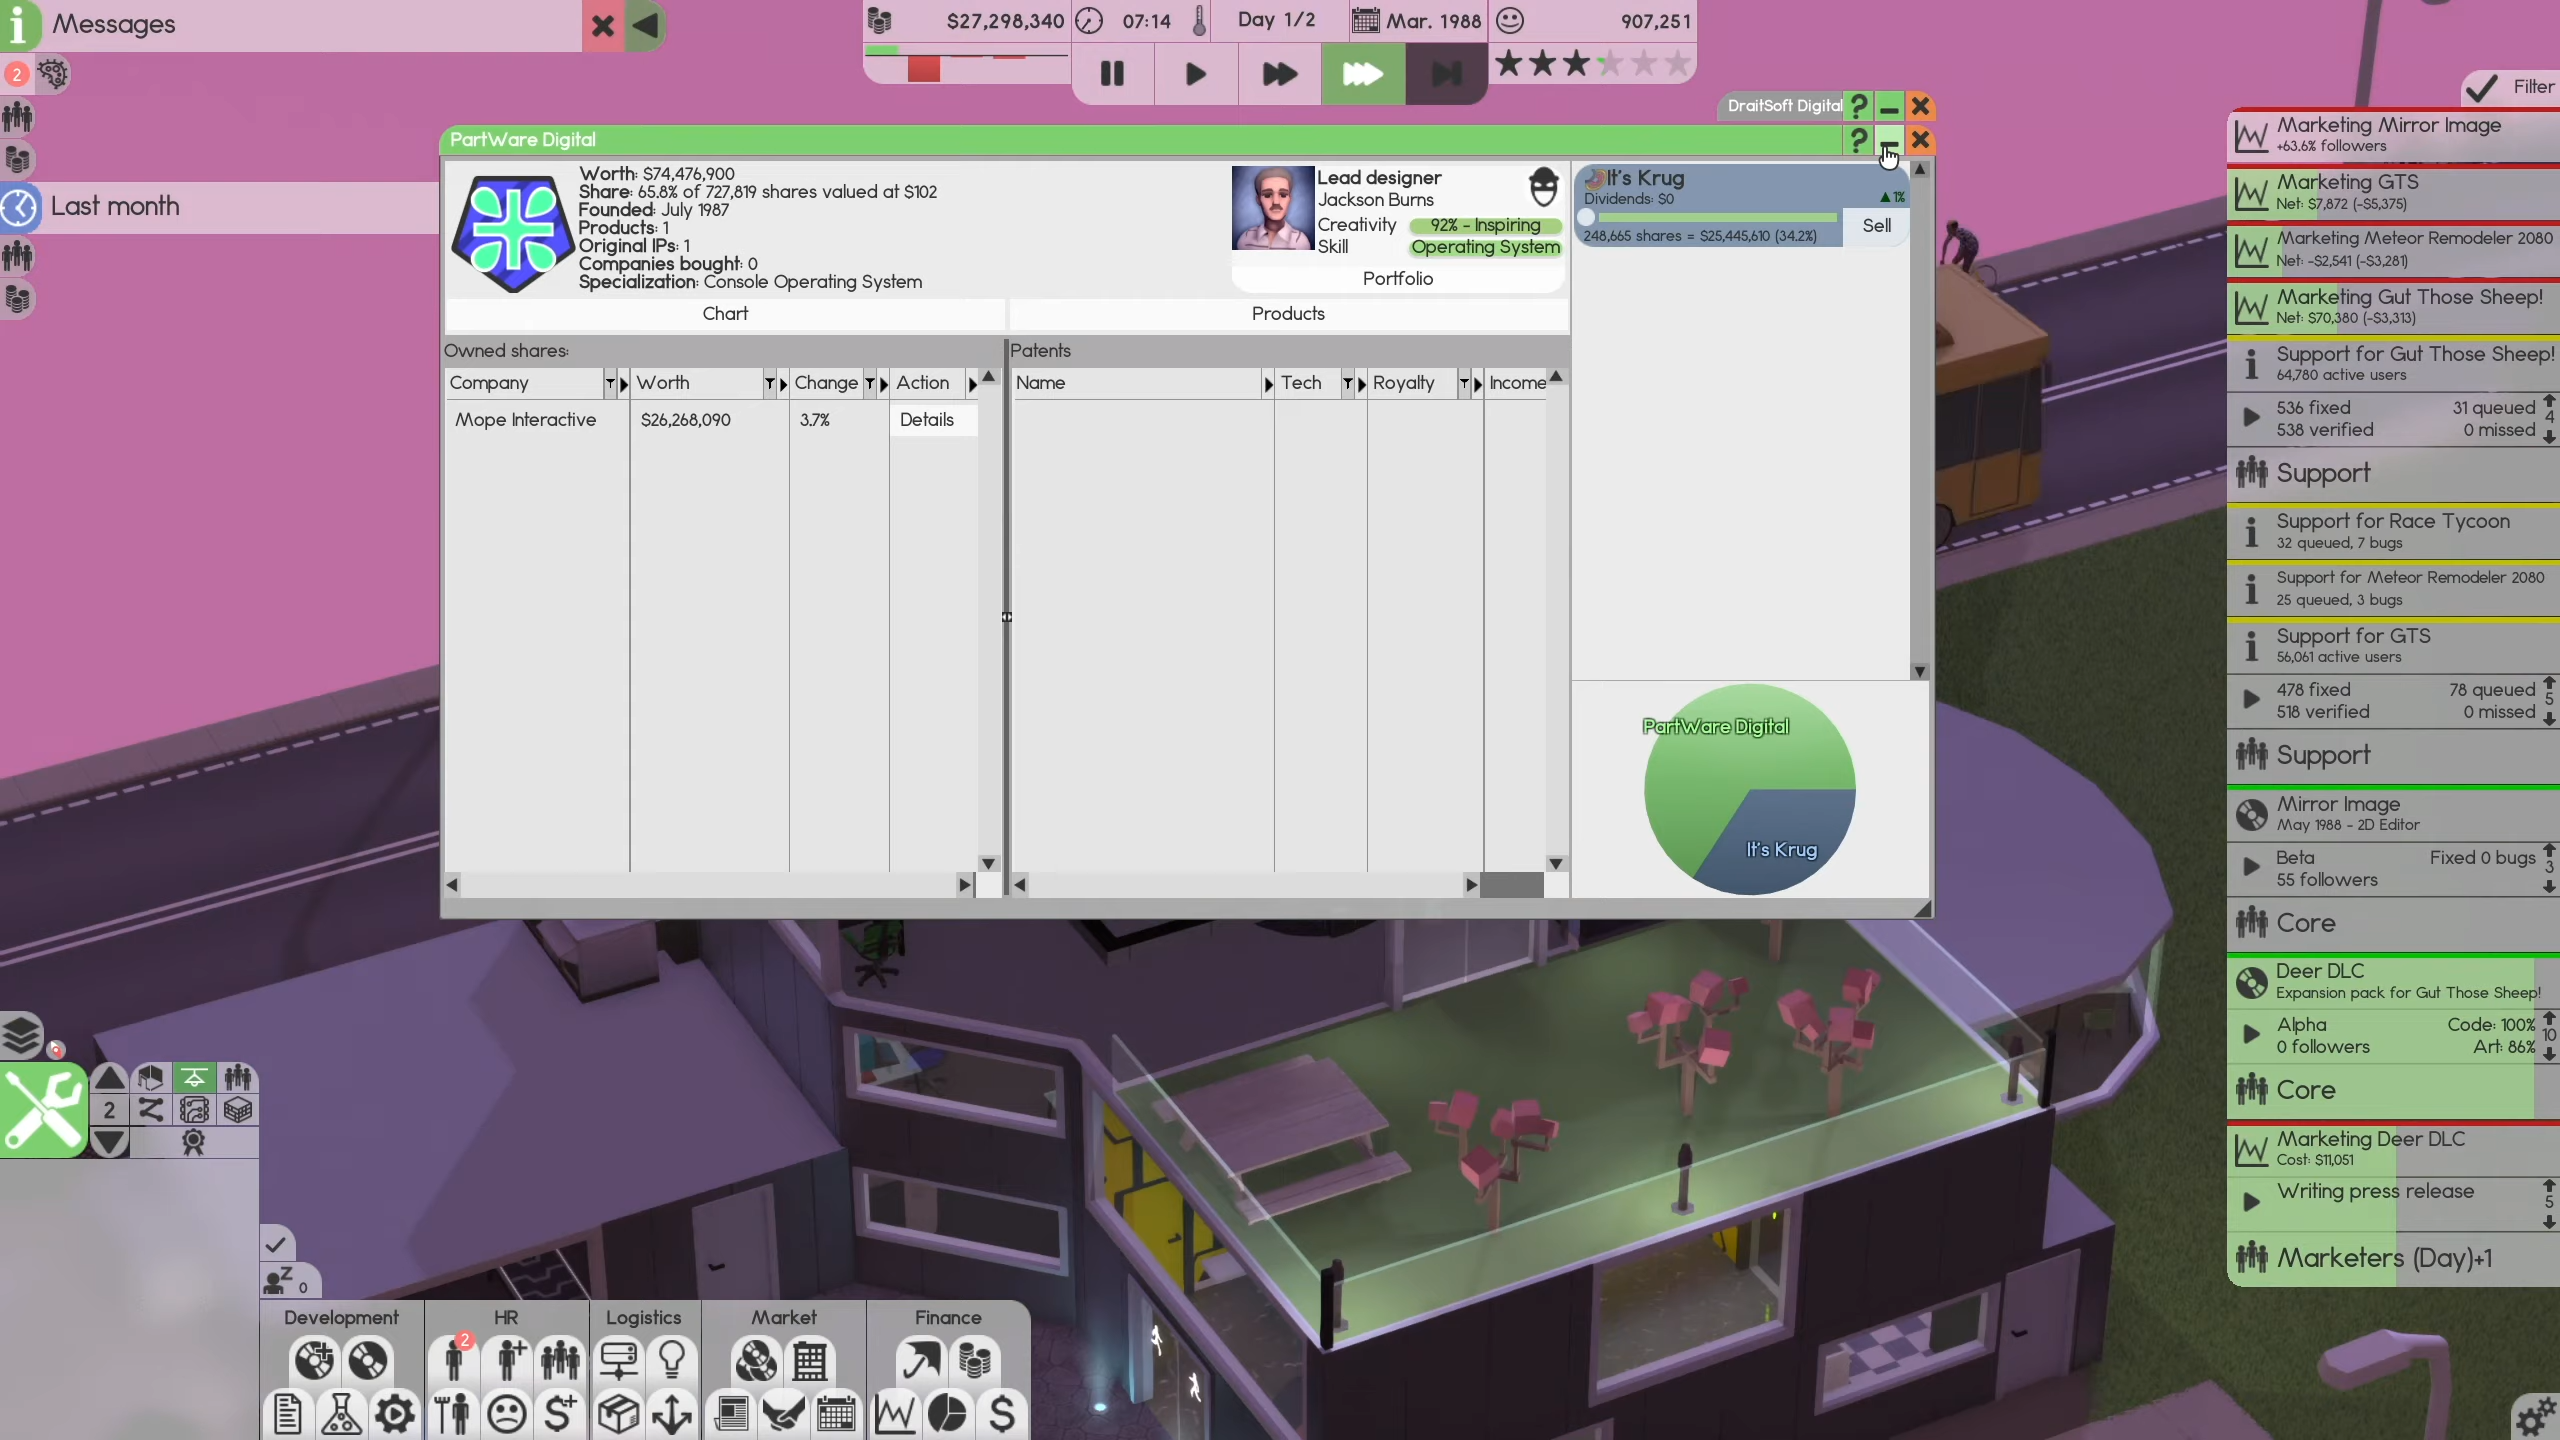 Messages
$27,298,340
07:14
Day 1/2
Mar. 1988
907,251
2
Last month
Filter
DraitSoft Digital
?
PartWare Digital
?
Worth: $74,476,900
Share: 65.8% of 727,819 shares valued at $102
Founded: July 1987
Products: 1
Original IPs: 1
Companies bought: 0
Specialization: Console Operating System
Lead designer
Jackson Burns
Creativity 92% - Inspiring
Skill Operating System
Portfolio
It's Krug
Dividends: $0
1%
248,665 shares = $25,445,610 (34.2%)
Sell
Chart
Products
Owned shares:
Patents
Company Worth Change Action
Name Tech Royalty Income
Mope Interactive $26,268,090 3.7% Details
PartWare Digital
It's Krug
Marketing Mirror Image
+63.6% followers
Marketing GTS
Net: $7,872 (-$5,375)
Marketing Meteor Remodeler 2080
Net: -$2,541 (-$3,281)
Marketing Gut Those Sheep!
Net: $70,380 (-$3,313)
Support for Gut Those Sheep!
64,780 active users
536 fixed 31 queued
538 verified 0 missed
4
Support
Support for Race Tycoon
32 queued, 7 bugs
Support for Meteor Remodeler 2080
25 queued, 3 bugs
Support for GTS
56,061 active users
478 fixed 78 queued
518 verified 0 missed
5
Support
Mirror Image
May 1988 - 2D Editor
Beta Fixed 0 bugs
55 followers
3
Core
Deer DLC
Expansion pack for Gut Those Sheep!
Alpha Code: 100%
0 followers Art: 86%
10
Core
Marketing Deer DLC
Cost: $11,051
Writing press release
5
Marketers (Day)+1
2
Z 0
Development
HR
Logistics
Market
Finance
2